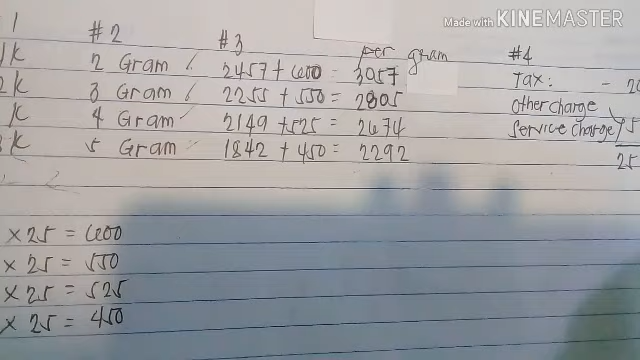 Made with KINEMASTER
1 #2 #3 per gram #4
1K 2 Gram 2457 + 600 = 3057 Tax: - 20
2K 3 Gram 2255 + 550 = 2805 Other charge
K 4 Gram 2149 + 525 = 2674 Service charge 5
K 5 Gram 1842 + 450 = 2292 25
x 25 = 600
x 25 = 550
x 25 = 525
x 25 = 450